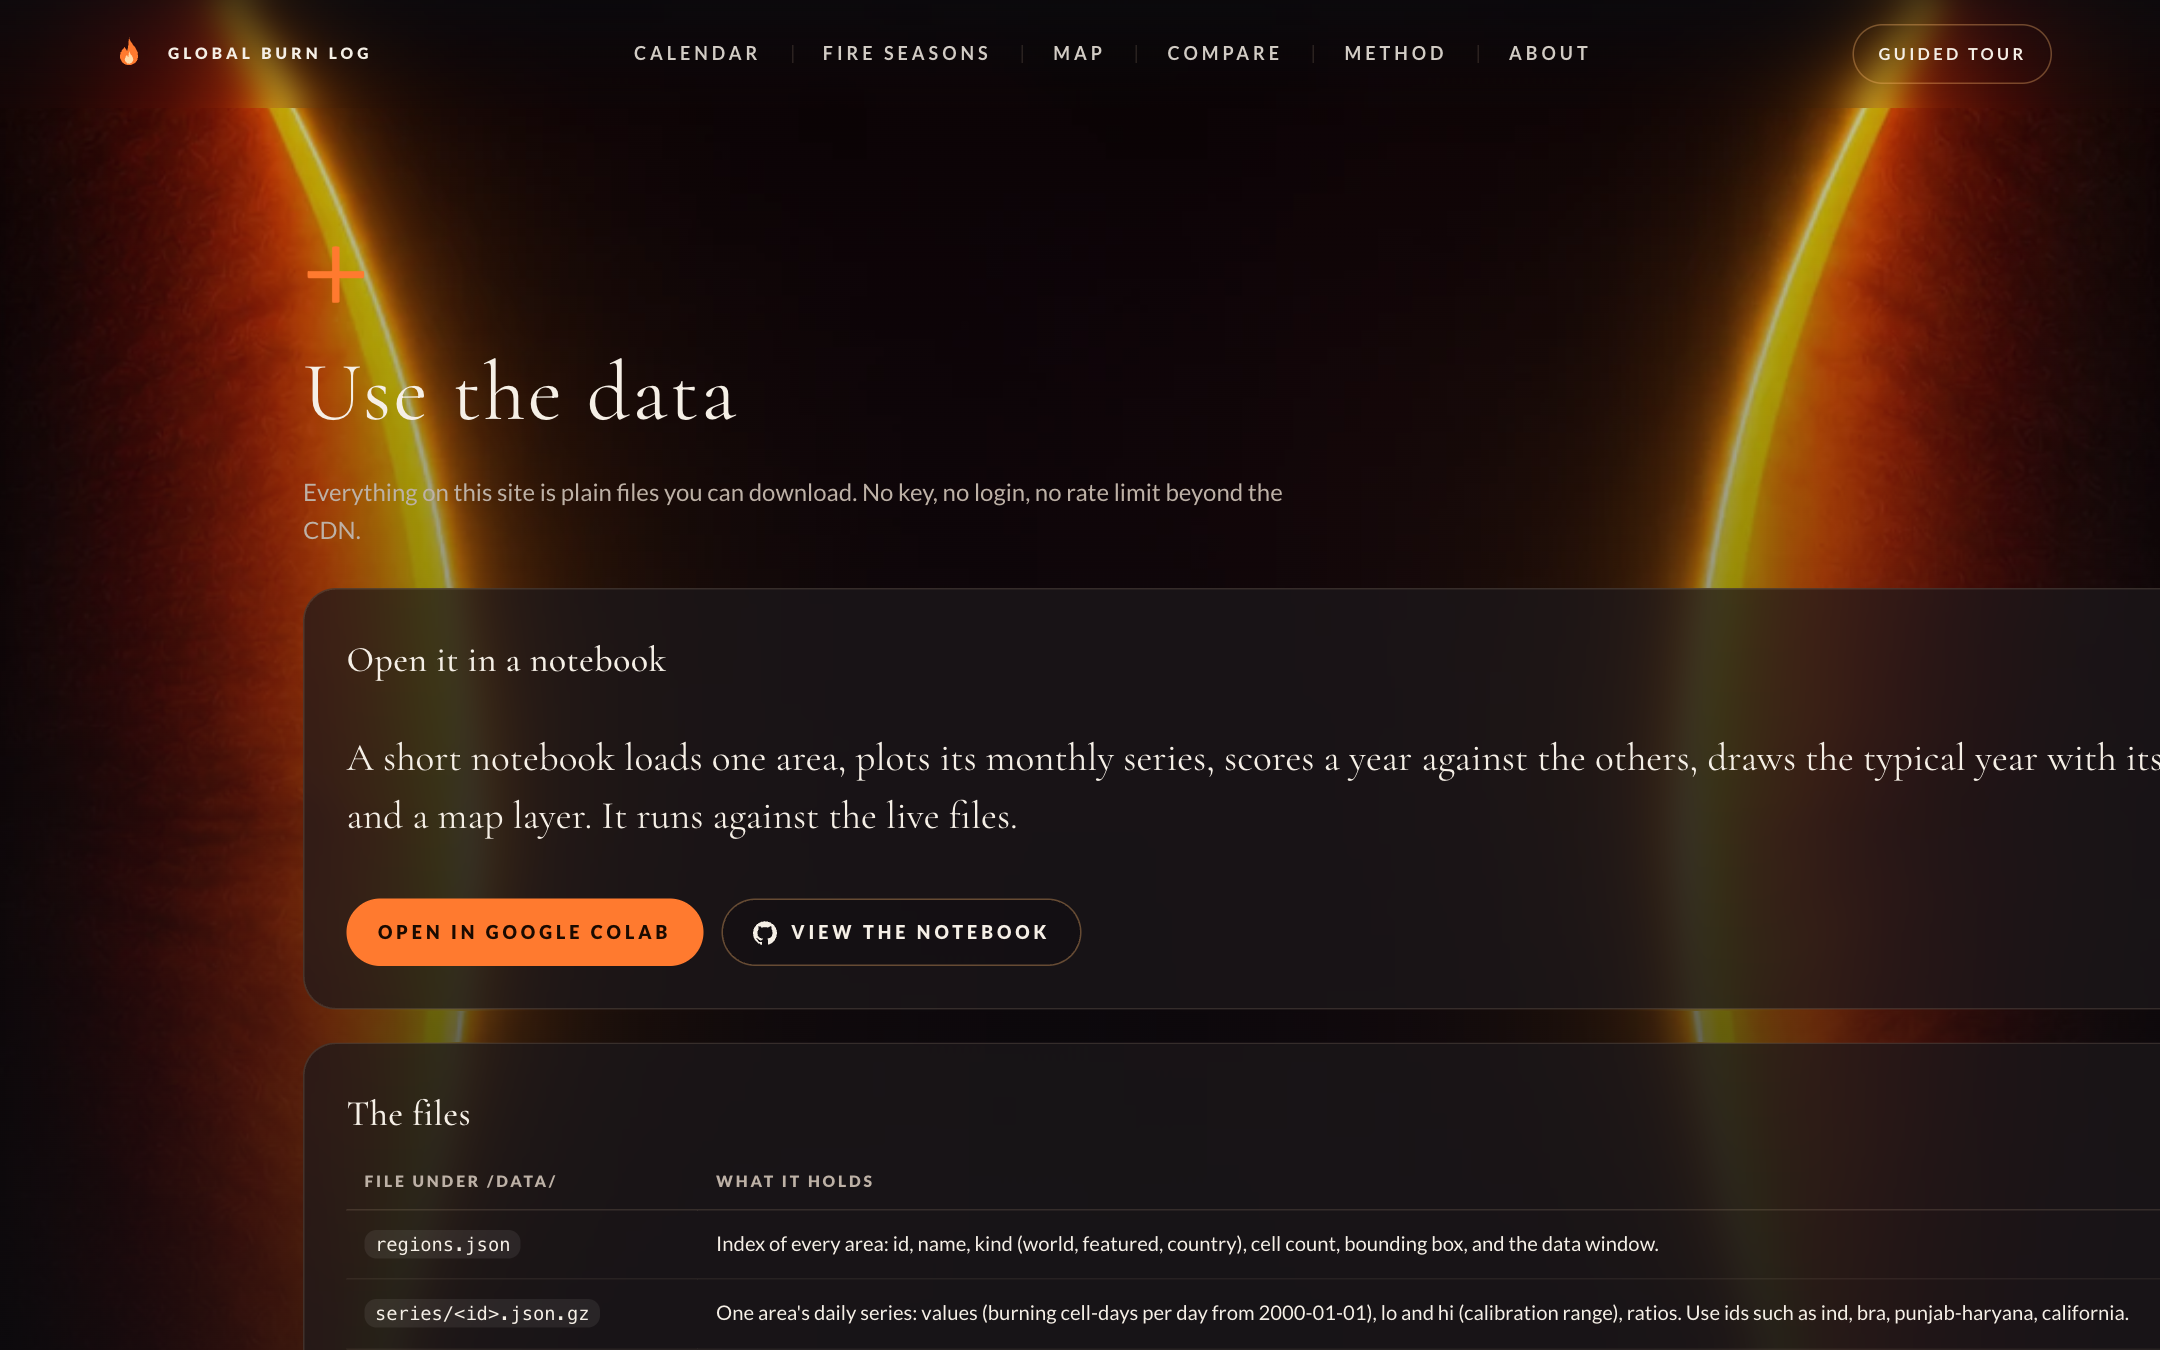 GLOBAL BURN LOG
CALENDAR
FIRE SEASONS
MAP
COMPARE
METHOD
ABOUT
GUIDED TOUR
Use the data
Everything on this site is plain files you can download. No key, no login, no rate limit beyond the
CDN.
Open it in a notebook
A short notebook loads one area, plots its monthly series, scores a year against the others, draws the typical year with its
and a map layer. It runs against the live files.
OPEN IN GOOGLE COLAB
VIEW THE NOTEBOOK
The files
FILE UNDER /DATA/
WHAT IT HOLDS
regions.json
Index of every area: id, name, kind (world, featured, country), cell count, bounding box, and the data window.
series/<id>.json.gz
One area's daily series: values (burning cell-days per day from 2000-01-01), lo and hi (calibration range), ratios. Use ids such as ind, bra, punjab-haryana, california.